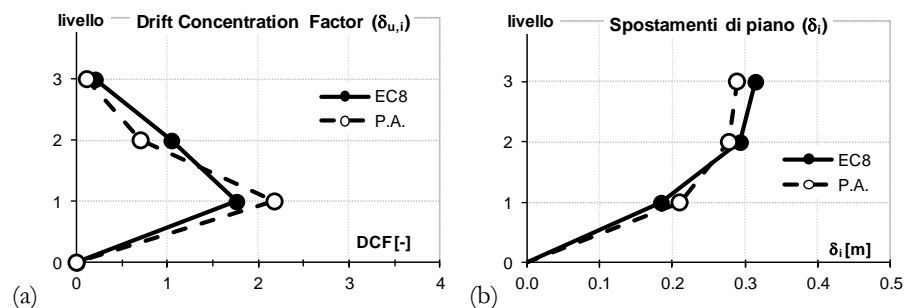 livello Drift Concentration Factor (δu,i)
3
2
1
0
EC8
P.A.
DCF [-]
0 1 2 3 4
(a)
livello Spostamenti di piano (δi)
3
2
1
0
EC8
P.A.
δi [m]
0.0 0.1 0.2 0.3 0.4 0.5
(b)